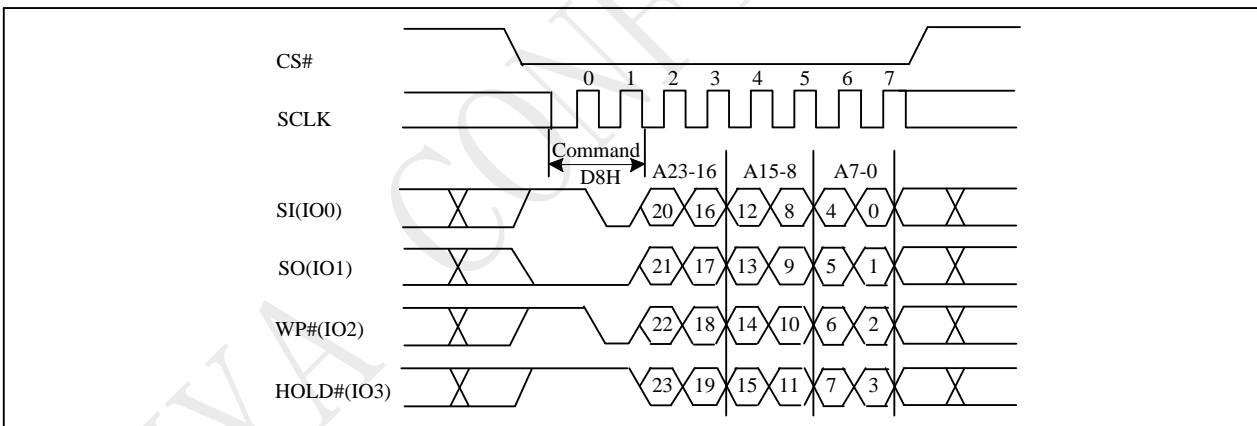 CS#
0 1 2 3 4 5 6 7
SCLK
Command
D8H
A23-16 A15-8 A7-0
SI(IO0) 20 16 12 8 4 0
SO(IO1) 21 17 13 9 5 1
WP#(IO2) 22 18 14 10 6 2
HOLD#(IO3) 23 19 15 11 7 3